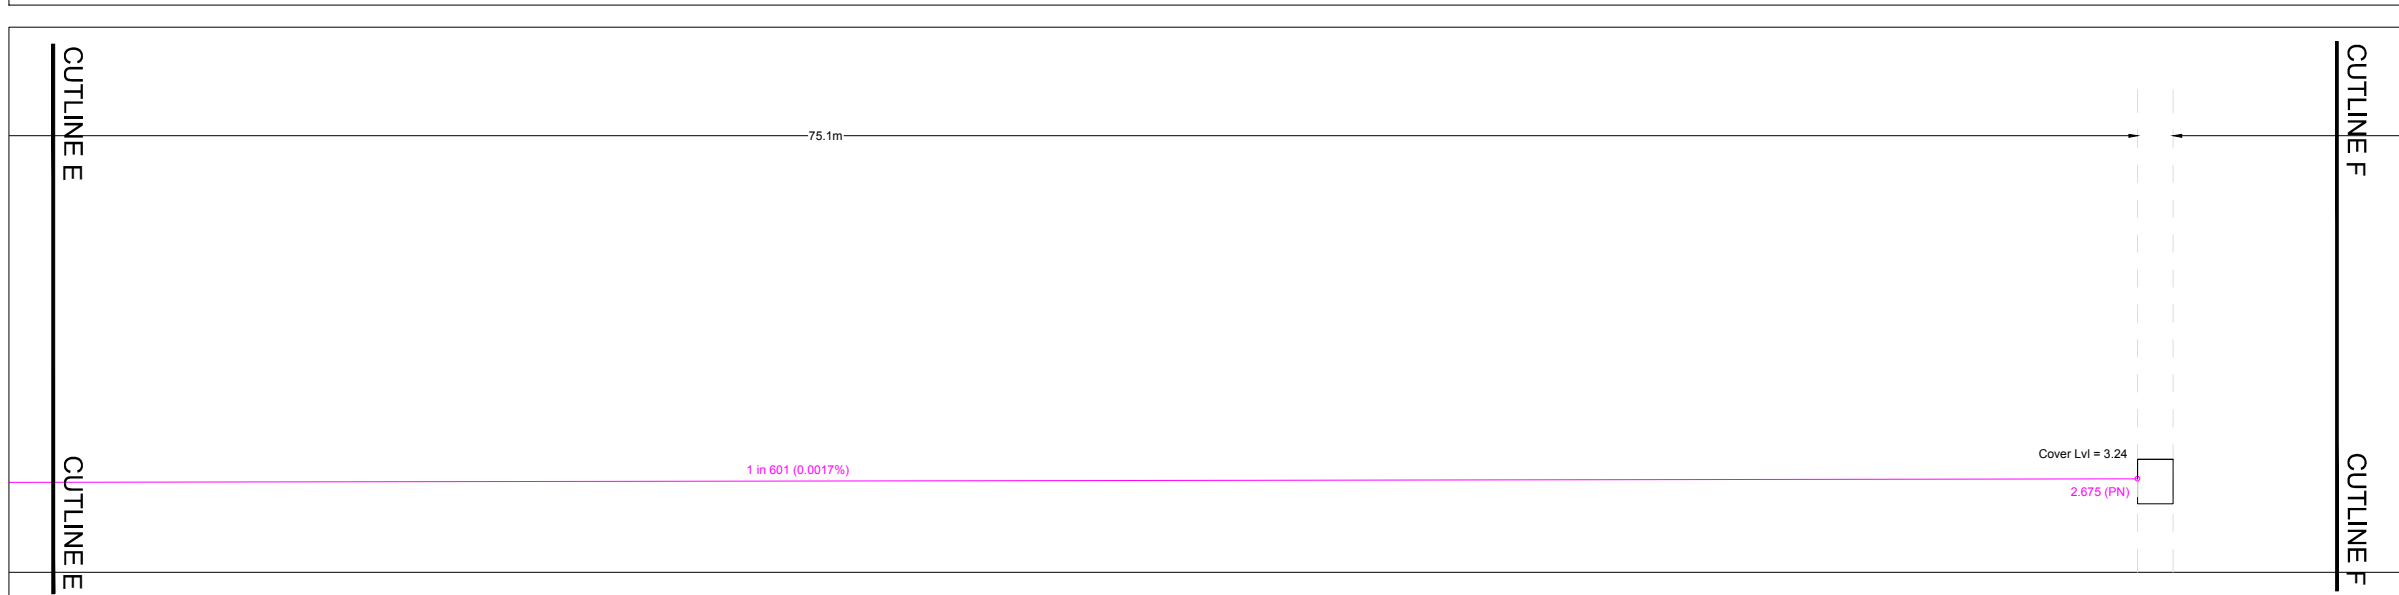 CUTLINE E
CUTLINE F
75.1m
Cover Lvl = 3.24
1 in 601 (0.0017%)
2.675 (PN)
CUTLINE E
CUTLINE F